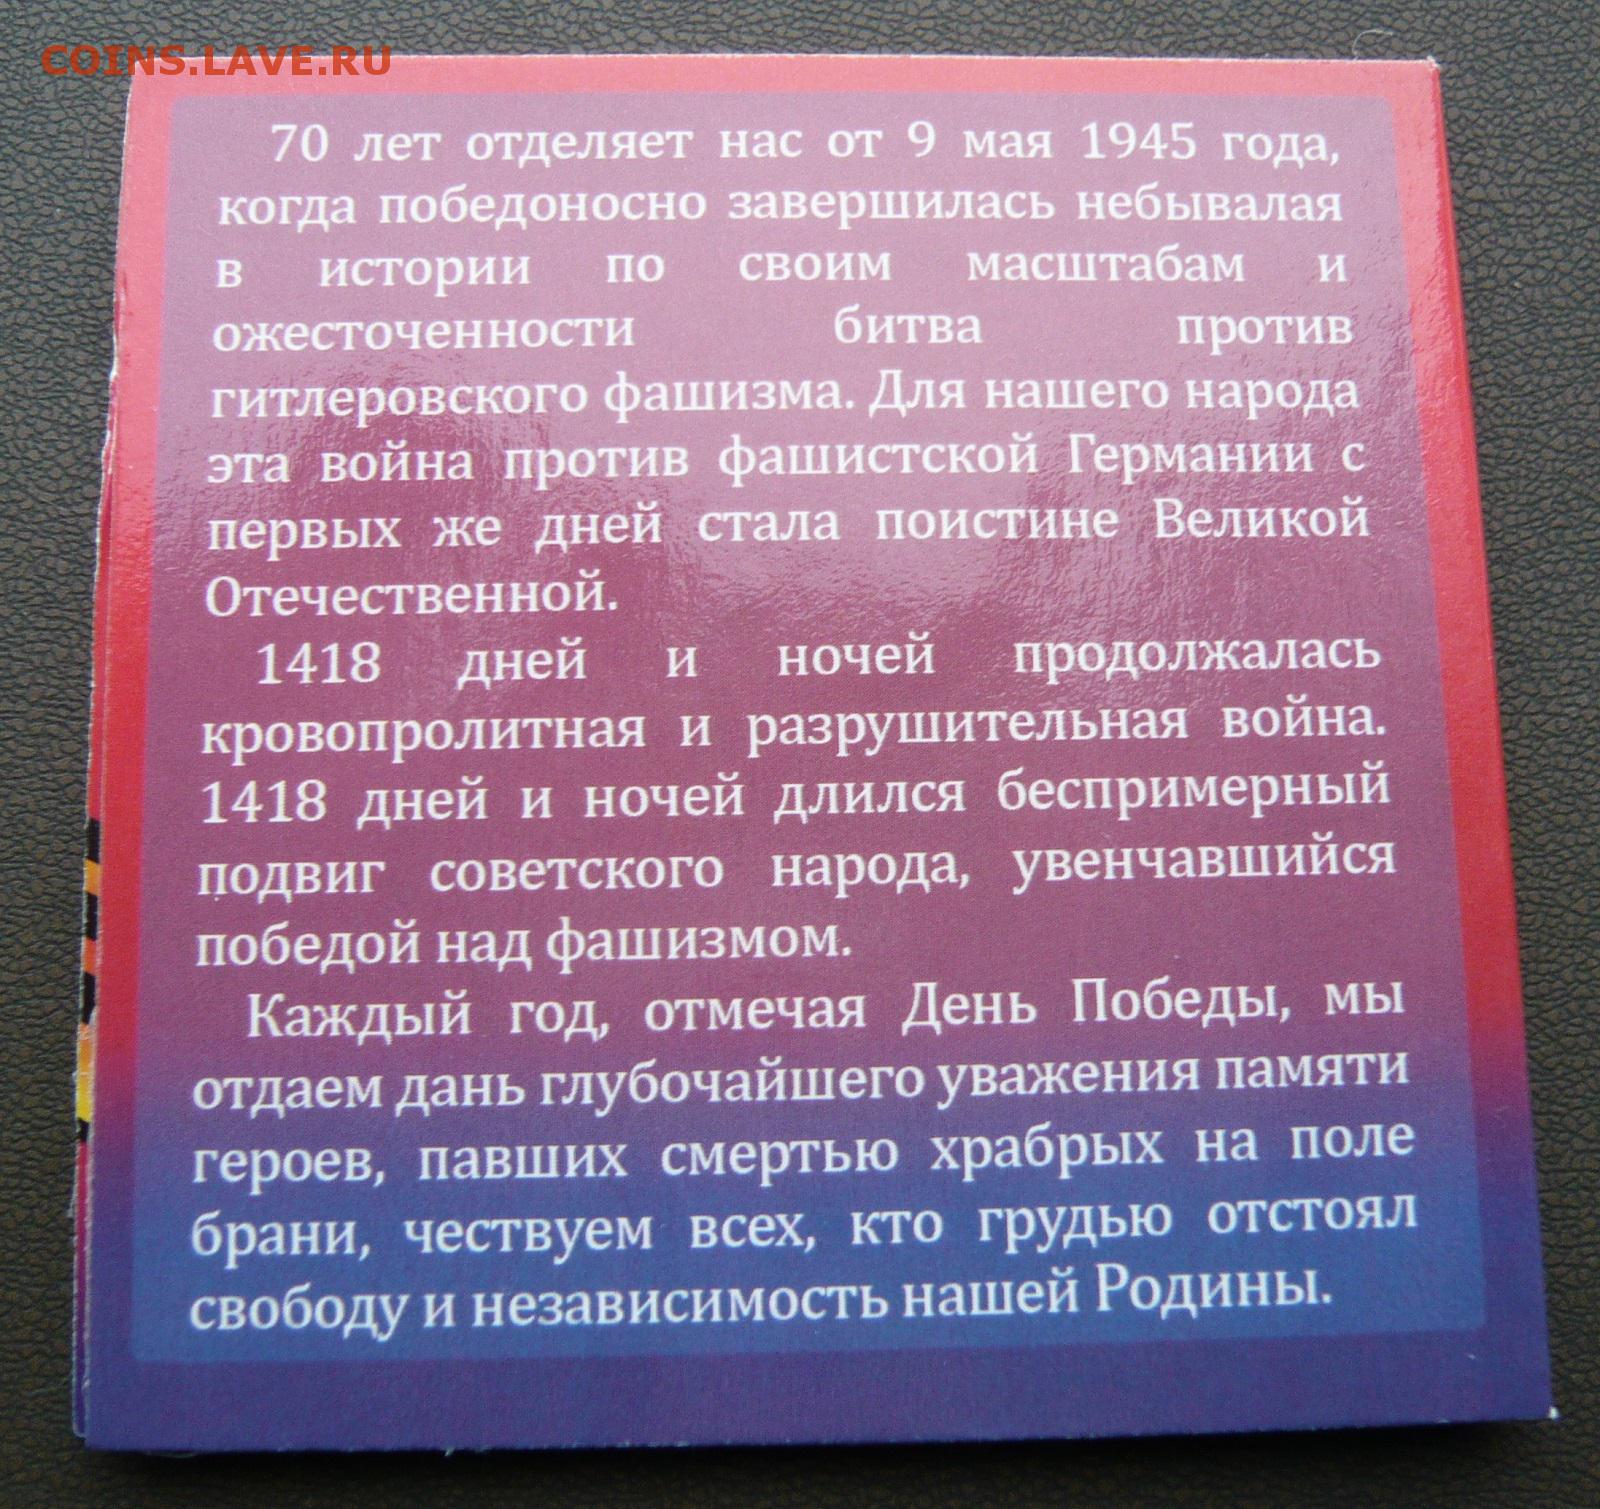 COINS.LAVE.RU
70 лет отделяет нас от 9 мая 1945 года,
когда победоносно завершилась небывалая
в истории по своим масштабам и
ожесточенности битва против
гитлеровского фашизма. Для нашего народа
эта война против фашистской Германии с
первых же дней стала поистине Великой
Отечественной.
1418 дней и ночей продолжалась
кровопролитная и разрушительная война.
1418 дней и ночей длился беспримерный
подвиг советского народа, увенчавшийся
победой над фашизмом.
Каждый год, отмечая День Победы, мы
отдаем дань глубочайшего уважения памяти
героев, павших смертью храбрых на поле
брани, чествуем всех, кто грудью отстоял
свободу и независимость нашей Родины.